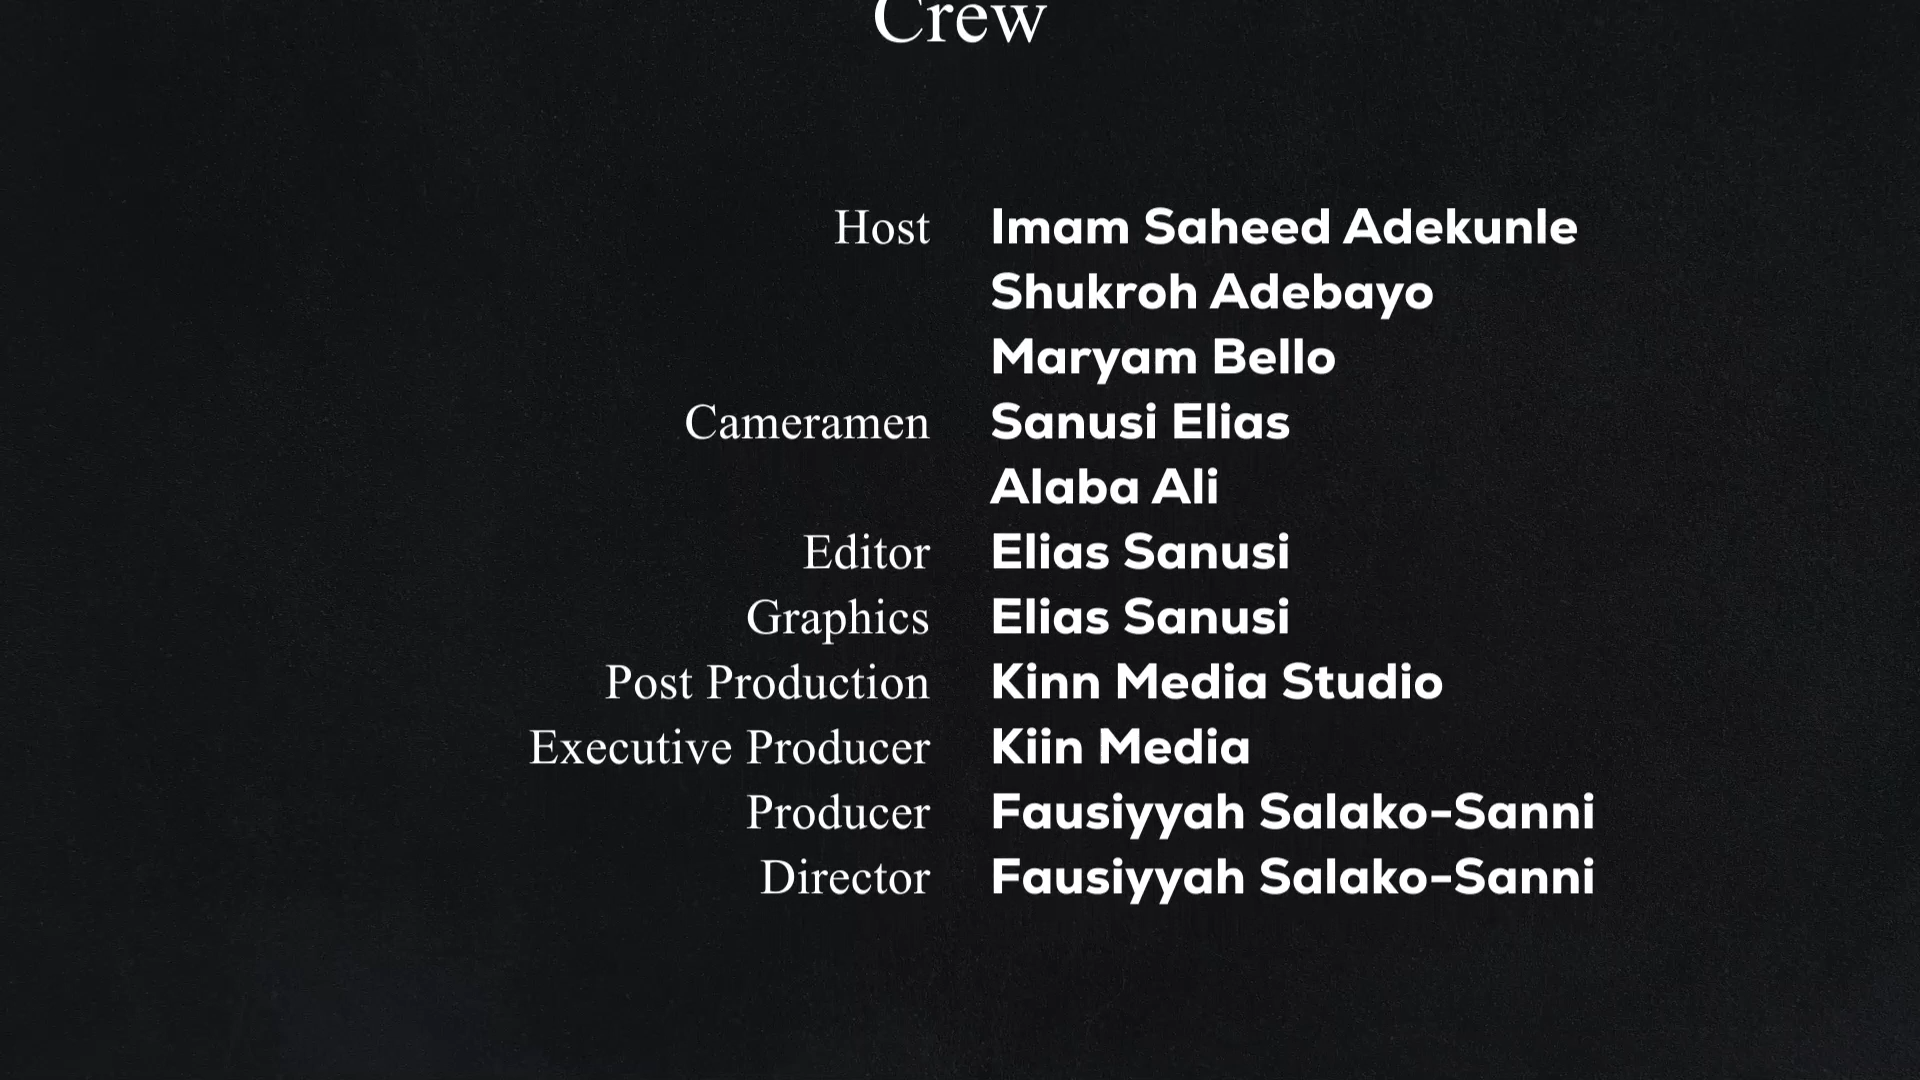 Crew
Host Imam Saheed Adekunle
Shukroh Adebayo
Maryam Bello
Cameramen Sanusi Elias
Alaba Ali
Editor Elias Sanusi
Graphics Elias Sanusi
Post Production Kinn Media Studio
Executive Producer Kiin Media
Producer Fausiyyah Salako-Sanni
Director Fausiyyah Salako-Sanni